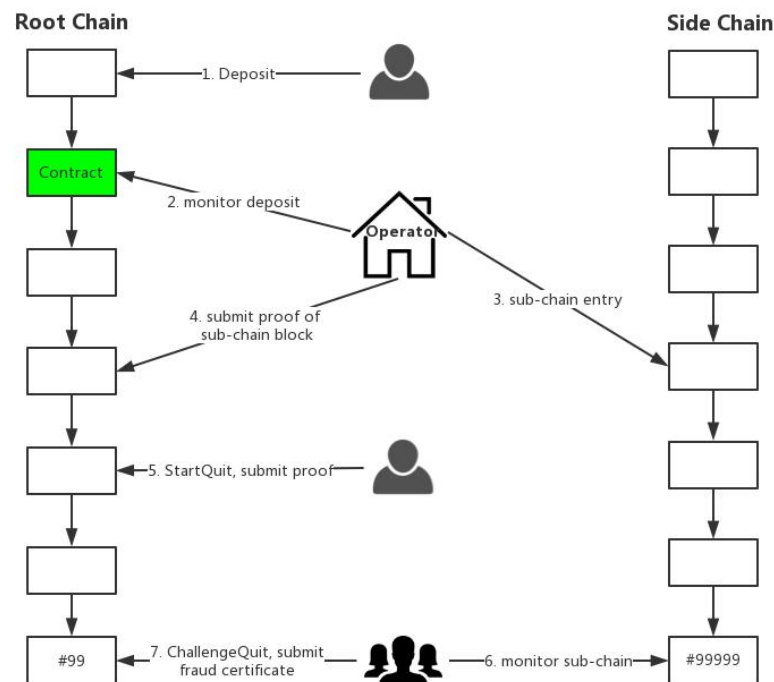 Root Chain
Side Chain
1. Deposit
Contract
2. monitor deposit
Operator
3. sub-chain entry
4. submit proof of
sub-chain block
5. StartQuit, submit proof
7. ChallengeQuit, submit
fraud certificate
6. monitor sub-chain
#99
#99999